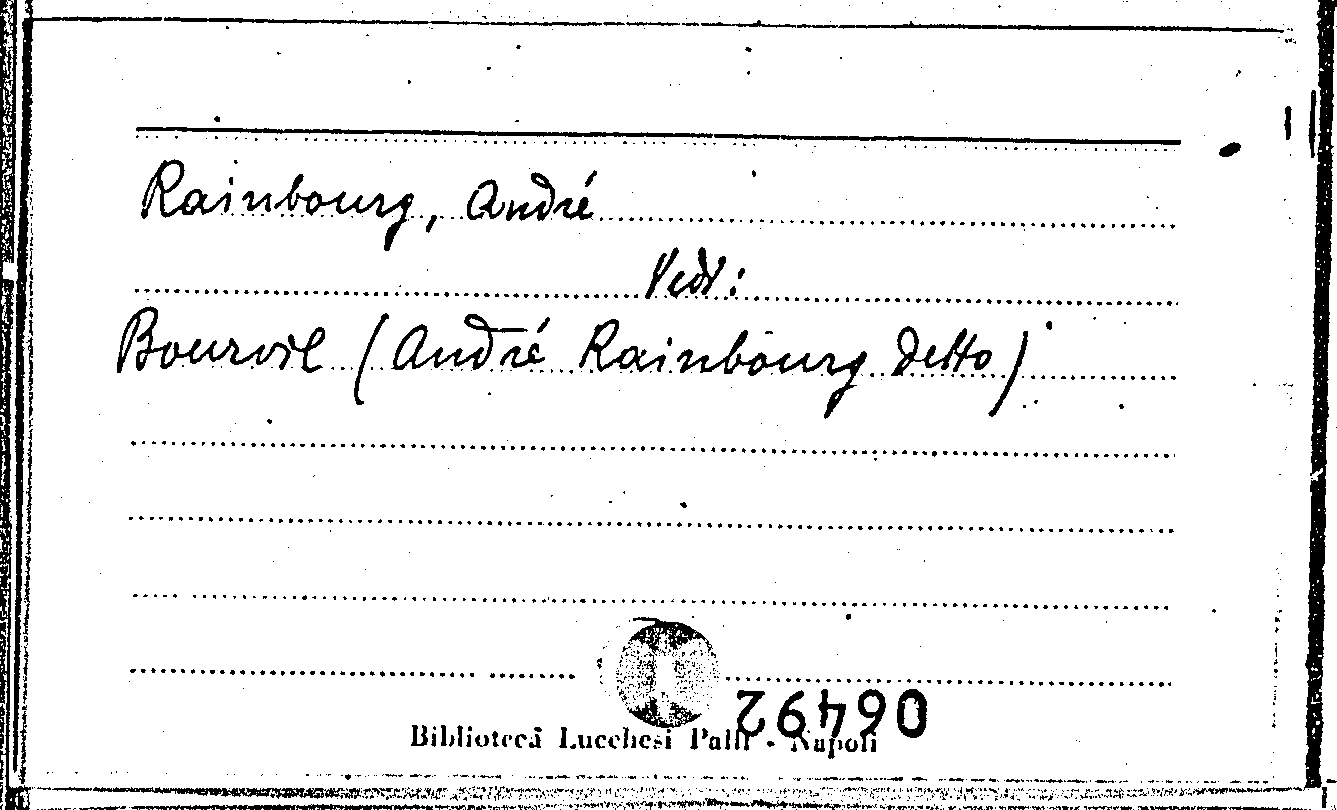 Rainbourg, André
Vedi:
Bourvil (André Rainbourg detto)
06492
Biblioteca Lucchesi Palli - Napoli